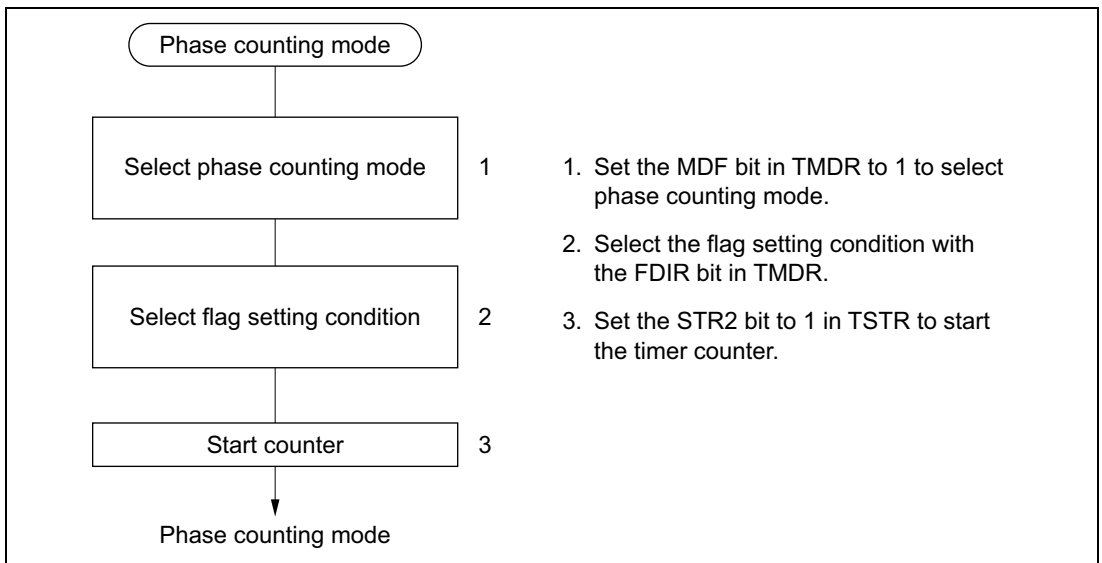 Phase counting mode
Select phase counting mode
1
Select flag setting condition
2
Start counter
3
Phase counting mode
1. Set the MDF bit in TMDR to 1 to select
phase counting mode.
2. Select the flag setting condition with
the FDIR bit in TMDR.
3. Set the STR2 bit to 1 in TSTR to start
the timer counter.